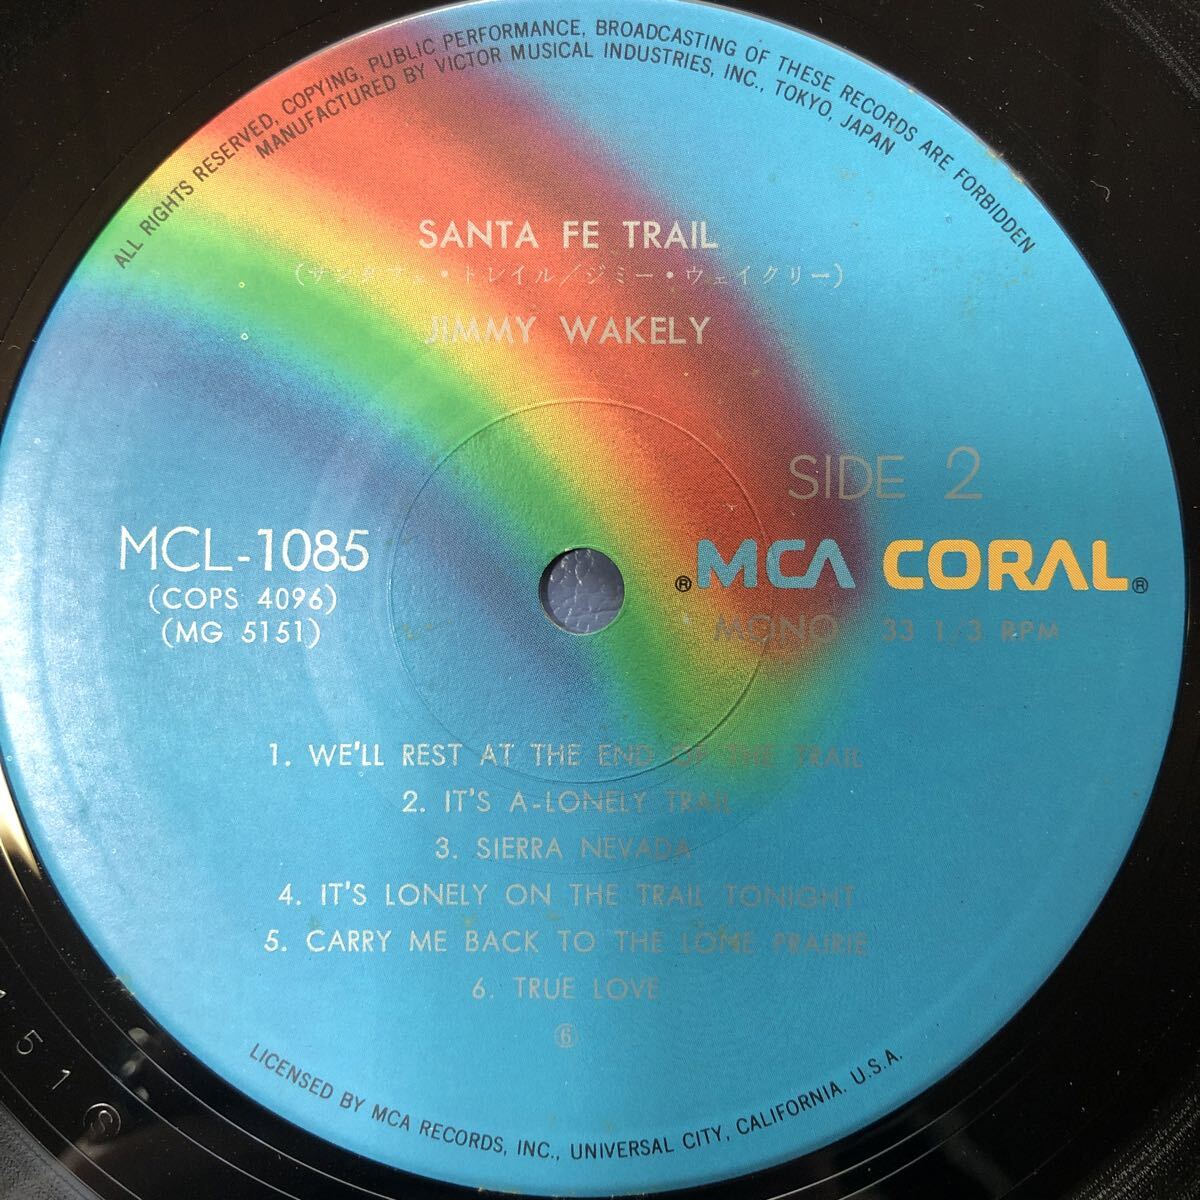 ALL RIGHTS RESERVED, COPYING, PUBLIC PERFORMANCE, BROADCASTING OF THESE RECORDS ARE FORBIDDEN
MANUFACTURED BY VICTOR MUSICAL INDUSTRIES, INC., TOKYO, JAPAN
SANTA FE TRAIL
(サンタフェ・トレイル/ジミー・ウェイクリー)
JIMMY WAKELY
SIDE 2
MCL-1085
(COPS 4096)
(MG 5151)
®MCA CORAL®
MONO 33 1/3 RPM
1. WE'LL REST AT THE END OF THE TRAIL
2. IT'S A-LONELY TRAIL
3. SIERRA NEVADA
4. IT'S LONELY ON THE TRAIL TONIGHT
5. CARRY ME BACK TO THE LONE PRAIRIE
6. TRUE LOVE
⑥
LICENSED BY MCA RECORDS, INC., UNIVERSAL CITY, CALIFORNIA. U.S.A.
51 Ⓢ